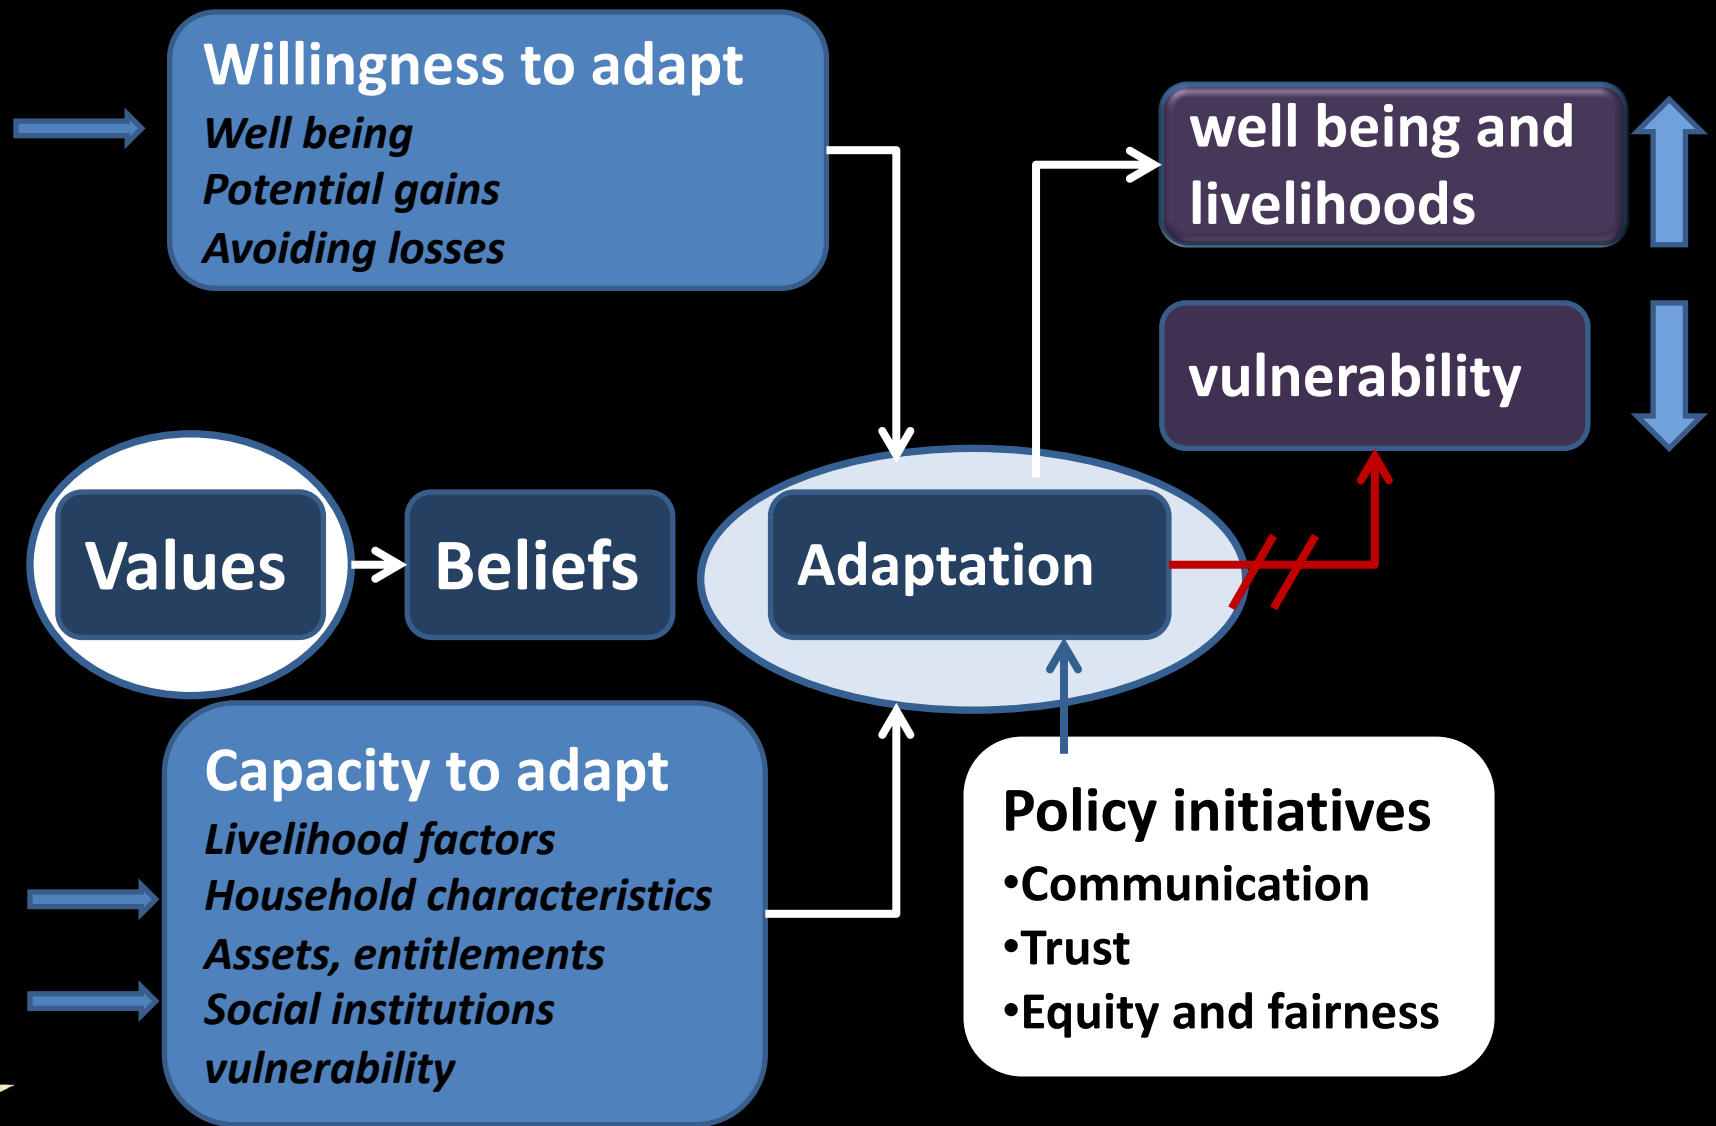 Willingness to adapt
Well being
Potential gains
Avoiding losses
well being and
livelihoods
vulnerability
Values
Beliefs
Adaptation
Capacity to adapt
Livelihood factors
Household characteristics
Assets, entitlements
Social institutions
vulnerability
Policy initiatives
•Communication
•Trust
•Equity and fairness